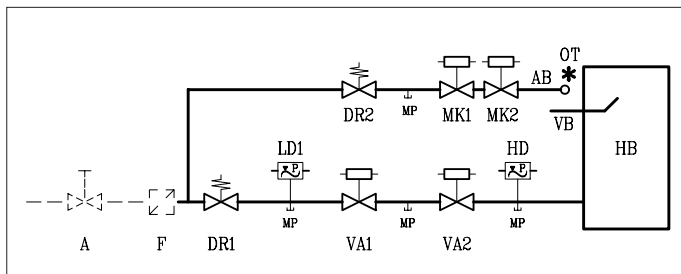 OT
AB
DR2 MP MK1 MK2 VB HB
LD1 HD
P P
A F DR1 MP VA1 MP VA2 MP